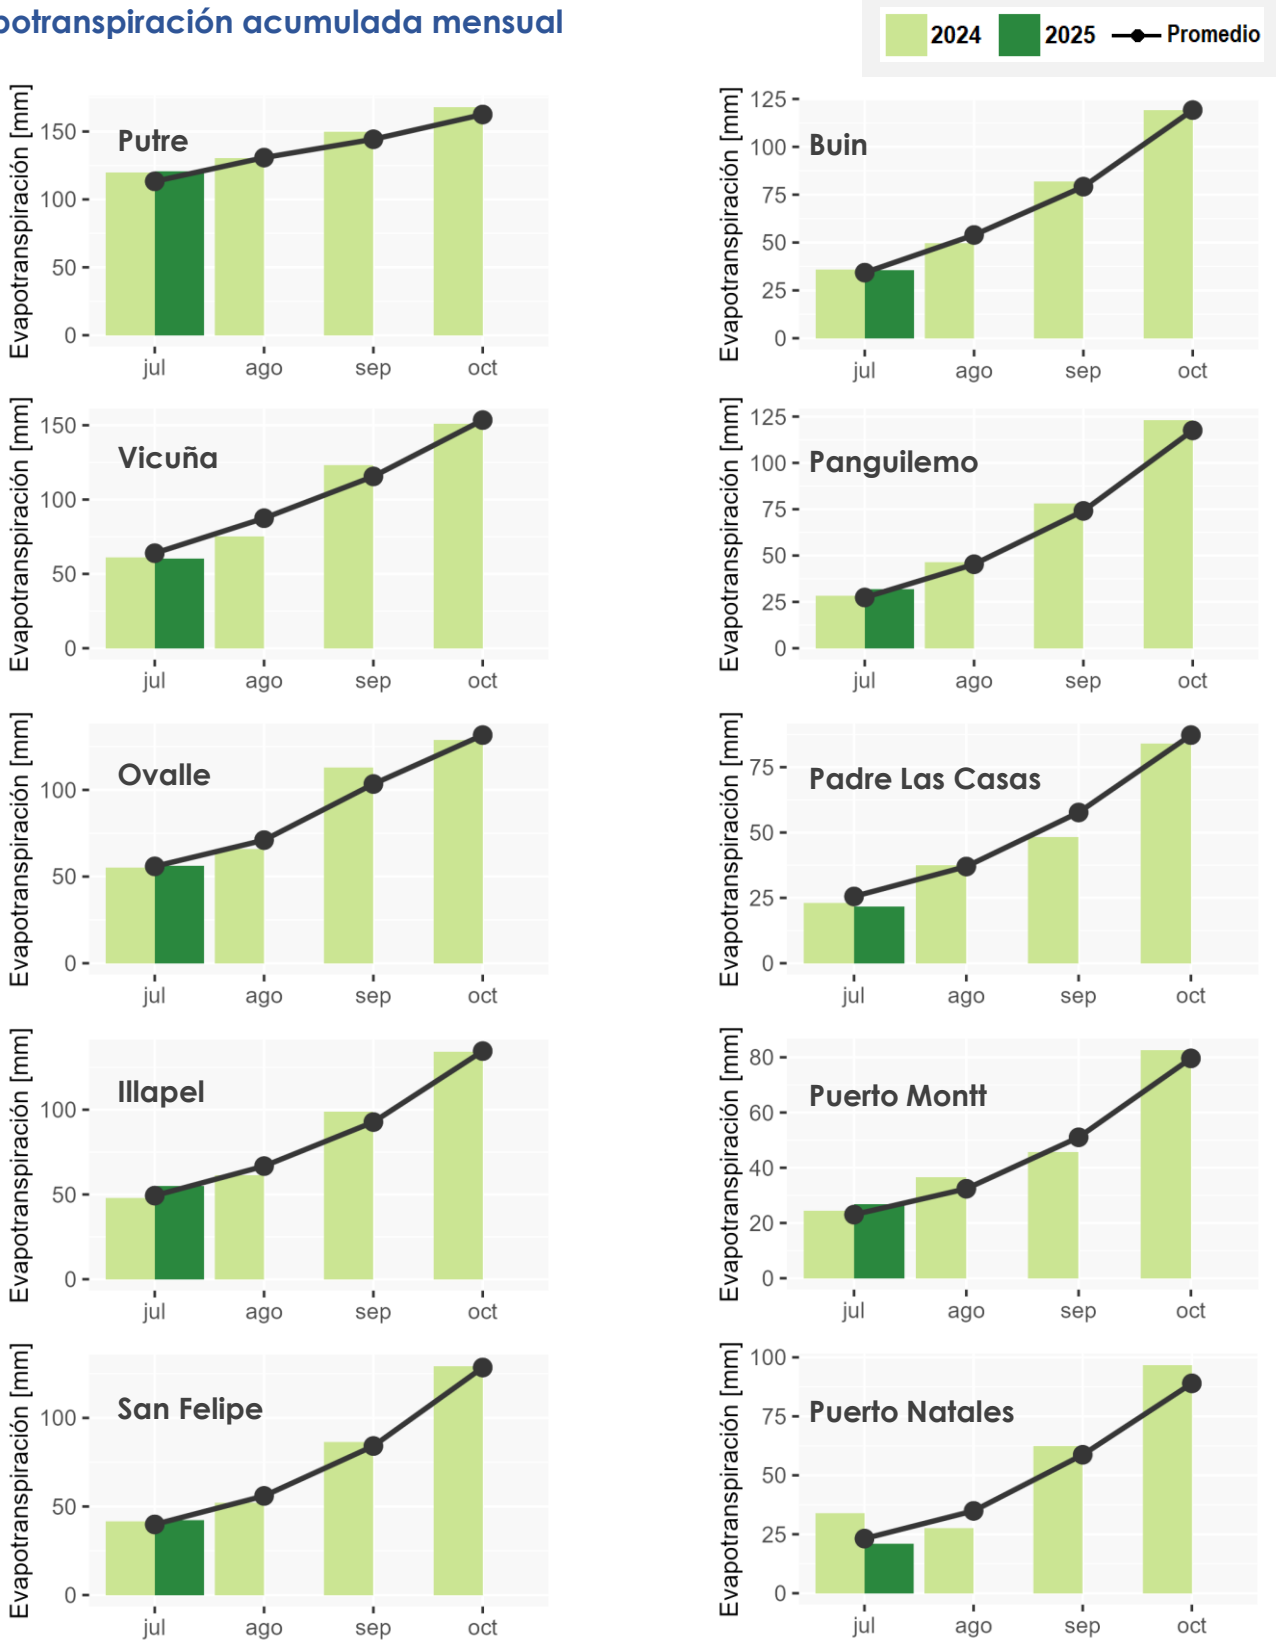 potranspiración acumulada mensual
2024 2025 Promedio
Putre
Evapotranspiración [mm]
150
100
50
0
jul ago sep oct
Buin
Evapotranspiración [mm]
125
100
75
50
25
0
jul ago sep oct
Vicuña
Evapotranspiración [mm]
150
100
50
0
jul ago sep oct
Panguilemo
Evapotranspiración [mm]
125
100
75
50
25
0
jul ago sep oct
Ovalle
Evapotranspiración [mm]
100
50
0
jul ago sep oct
Padre Las Casas
Evapotranspiración [mm]
75
50
25
0
jul ago sep oct
Illapel
Evapotranspiración [mm]
100
50
0
jul ago sep oct
Puerto Montt
Evapotranspiración [mm]
80
60
40
20
0
jul ago sep oct
San Felipe
Evapotranspiración [mm]
100
50
0
jul ago sep oct
Puerto Natales
Evapotranspiración [mm]
100
75
50
25
0
jul ago sep oct